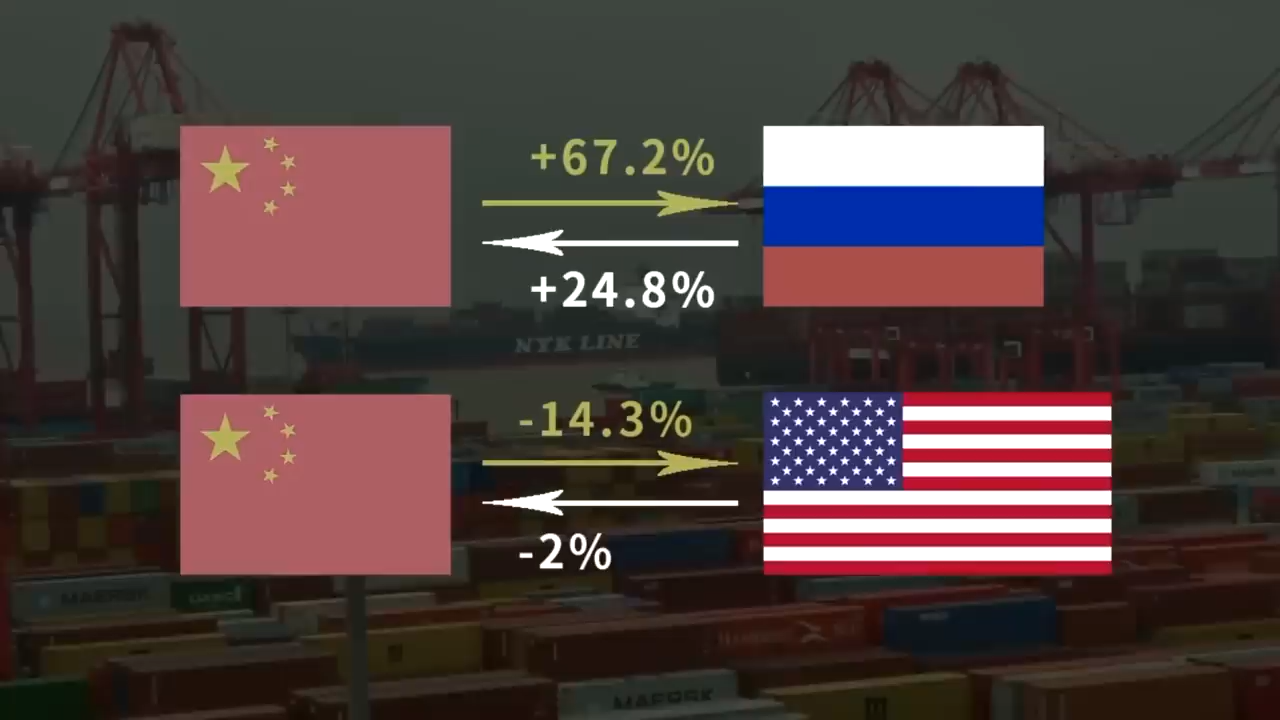 +67.2%
+24.8%
NYK LINE
-14.3%
-2%
MAERSK
MAERSK